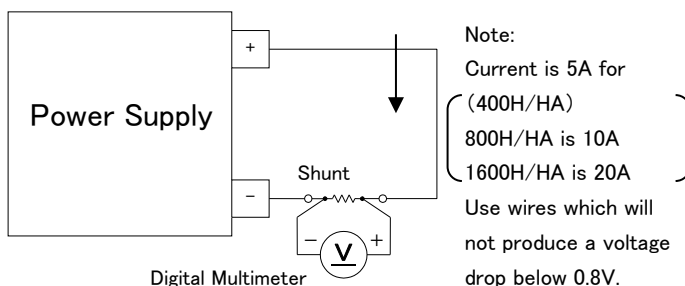 Power Supply
+
−
Shunt
− V +
Digital Multimeter
Note:
Current is 5A for
(400H/HA)
800H/HA is 10A
1600H/HA is 20A
Use wires which will
not produce a voltage
drop below 0.8V.